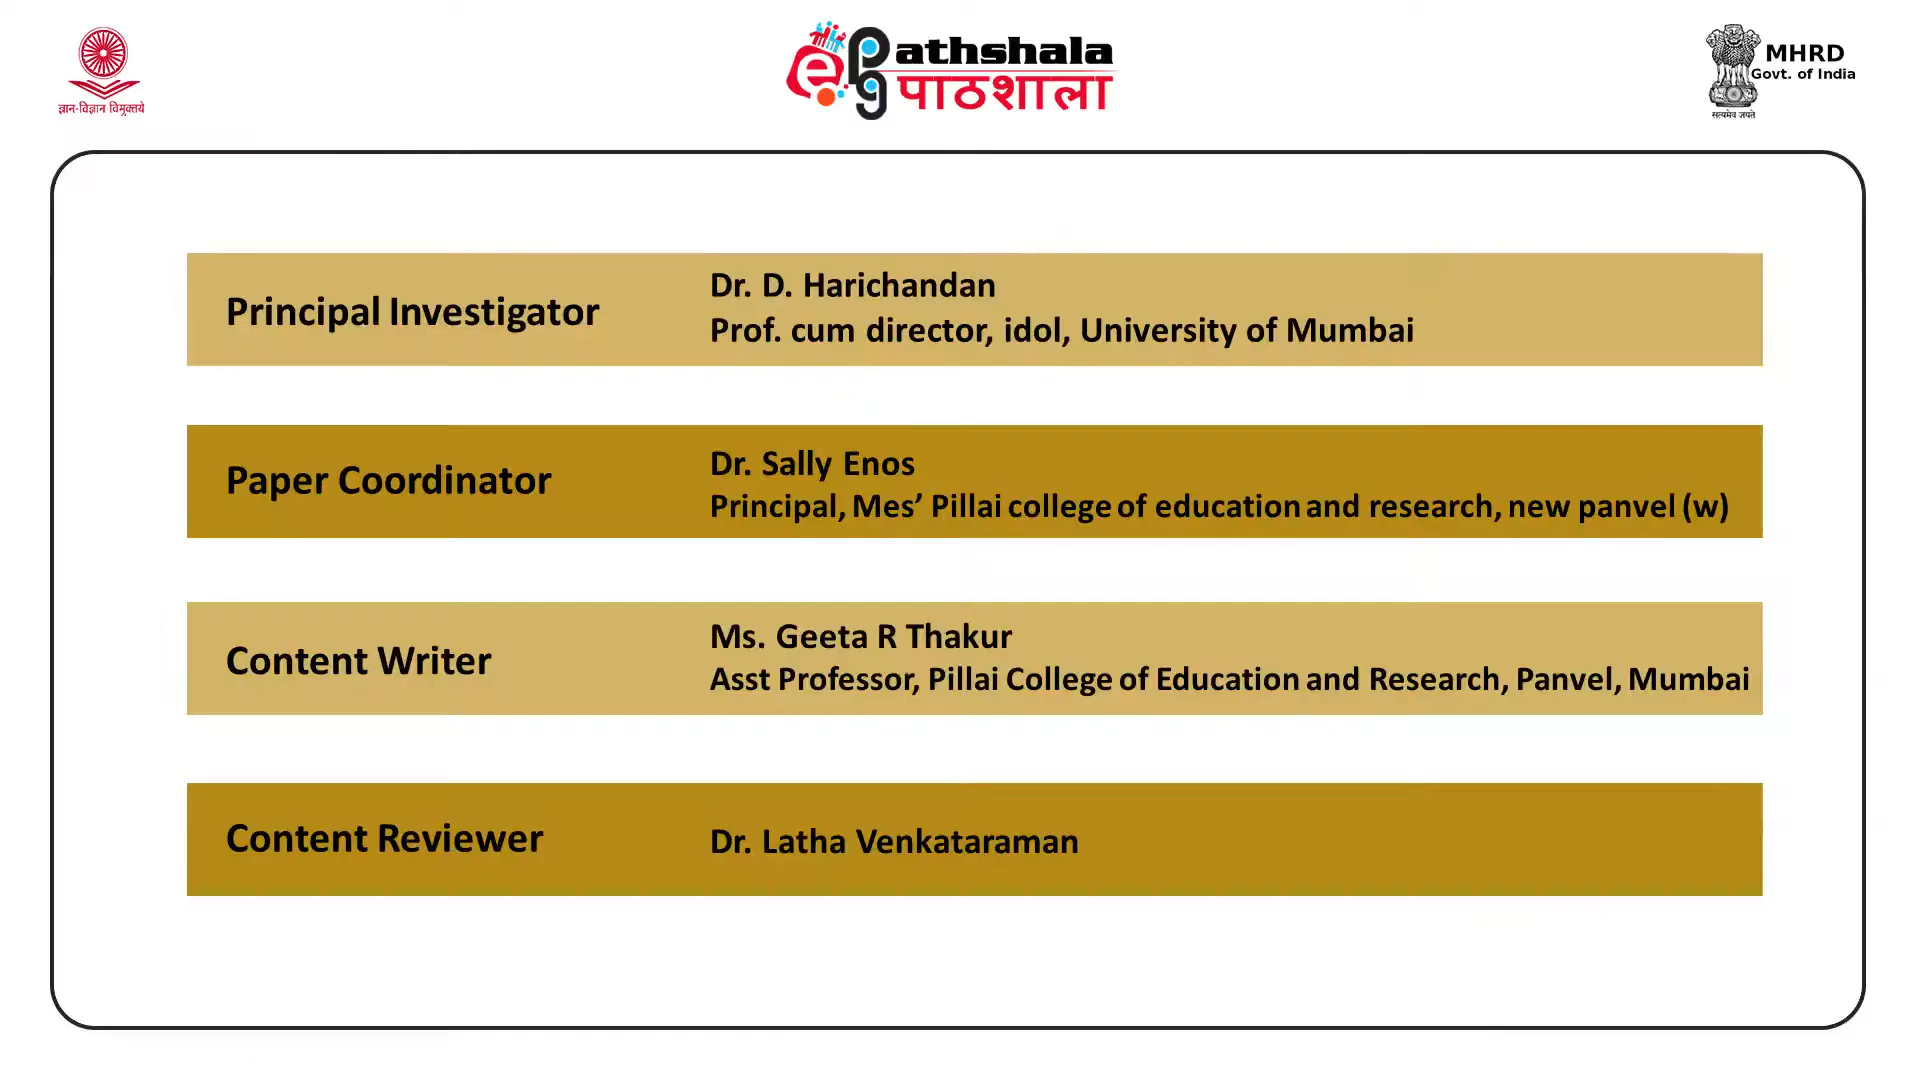 ज्ञान-विज्ञान विमुक्तये
ePGathshala
पाठशाला
MHRD
Govt. of India
सत्यमेव जयते
Principal Investigator
Dr. D. Harichandan
Prof. cum director, idol, University of Mumbai
Paper Coordinator
Dr. Sally Enos
Principal, Mes’ Pillai college of education and research, new panvel (w)
Content Writer
Ms. Geeta R Thakur
Asst Professor, Pillai College of Education and Research, Panvel, Mumbai
Content Reviewer
Dr. Latha Venkataraman